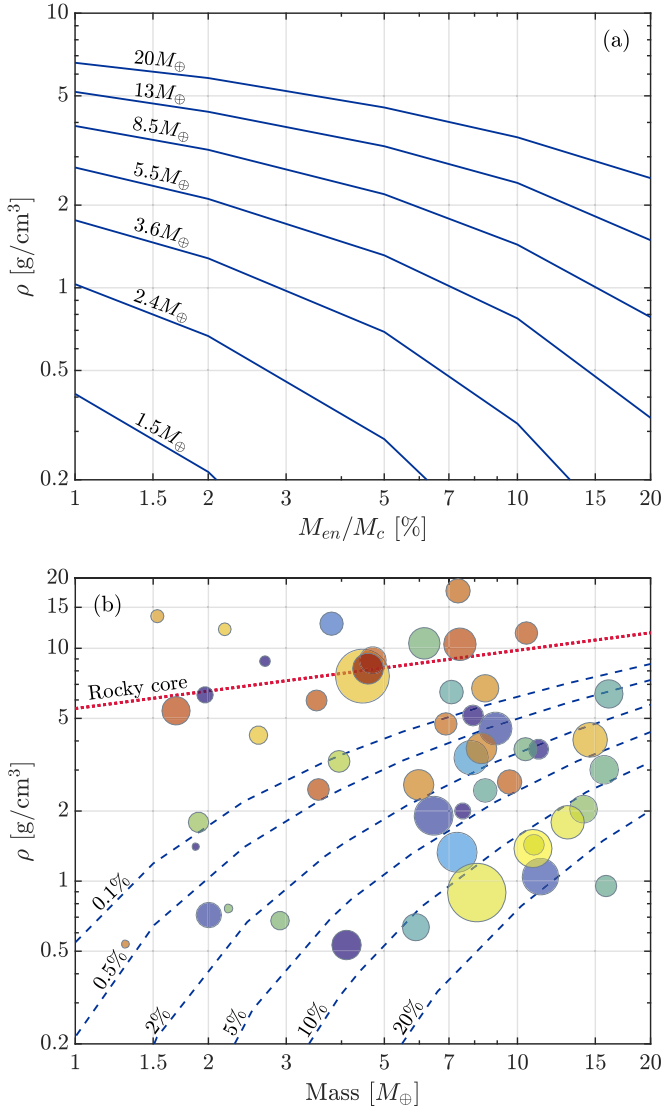 10
5
2
1
0.5
0.2
ρ [g/cm³]
(a)
20M⊕
13M⊕
8.5M⊕
5.5M⊕
3.6M⊕
2.4M⊕
1.5M⊕
1 1.5 2 3 5 7 10 15 20
M_en/M_c [%]
20
15
10
5
2
1
0.5
0.2
ρ [g/cm³]
(b)
Rocky core
0.1%
0.5%
2%
5%
10%
20%
1 1.5 2 3 5 7 10 15 20
Mass [M⊕]